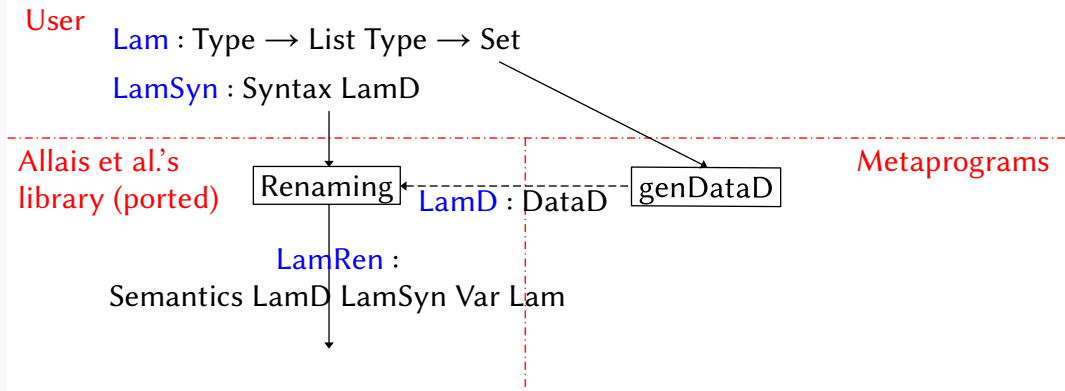 User
Lam : Type → List Type → Set
LamSyn : Syntax LamD
Allais et al.'s
library (ported)
Metaprograms
Renaming
LamD : DataD
genDataD
LamRen :
Semantics LamD LamSyn Var Lam